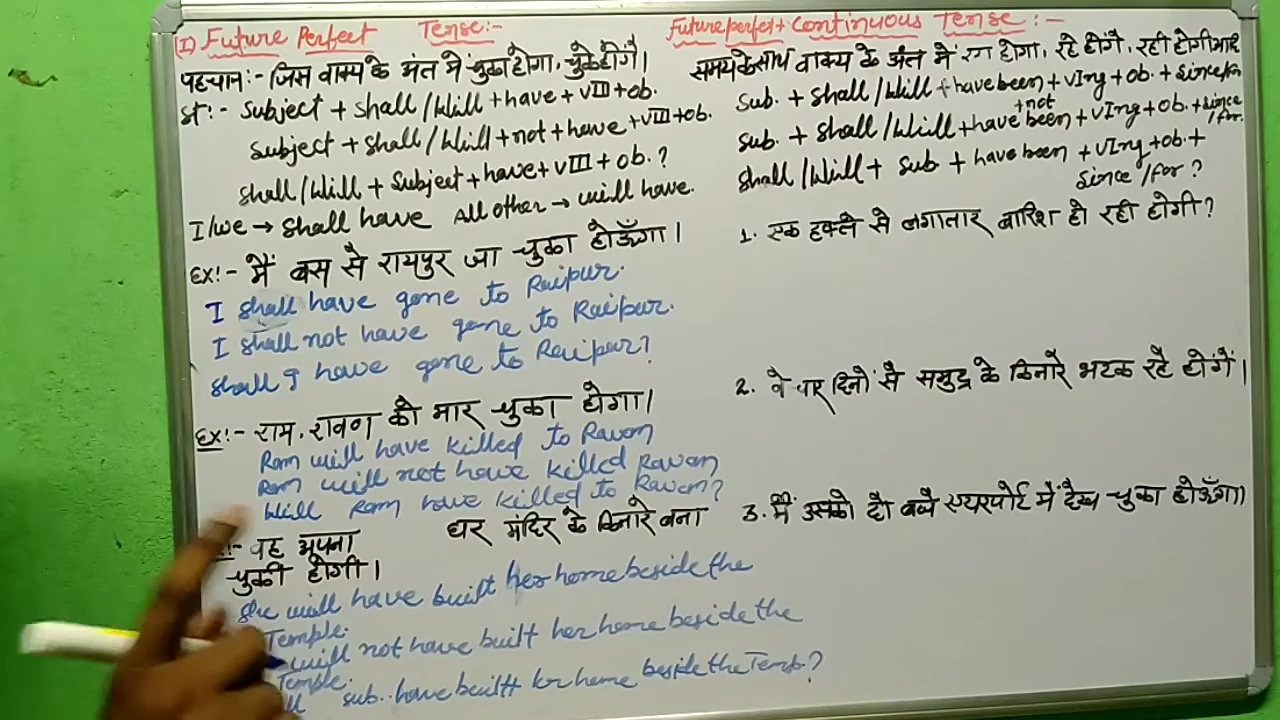 (I) Future Perfect Tense:-
पहचान:- जिस वाक्य के अंत मे चुका होगा, चुके होगें।
St:- Subject + shall/Will + have + VIII + ob.
Subject + shall/Will + not + have + VIII + ob.
shall/Will + Subject + have + VIII + ob. ?
I/we → shall have All other → will have.
EX!- मैं बस से रायपुर जा चुका होऊँगा।
I shall have gone to Raipur.
I shall not have gone to Raipur.
shall I have gone to Raipur?
EX!- राम, रावण को मार चुका होगा।
Ram will have killed to Ravan
Ram will not have killed Ravan
Will Ram have killed to Ravan?
वह अपना घर मंदिर के किनारे बना
चुकी होगी।
She will have built her home beside the
Temple.
will not have built her home beside the
Temple.
sub.. have built her home beside the Temp.?
Future perfect Continuous Tense:-
समय के साथ वाक्य के अंत में रहा होगा, रहे होगें, रही होगी आदि
Sub. + shall/Will + have been + VIng + ob. + since/for
+not
Sub. + shall/Will + have been + VIng + ob. + since
/for.
shall/Will + Sub + have been + VIng + ob. +
Since/for?
1. एक हफ्ते से लगातार बारिश हो रही होगी?
2. वे चार दिनों से समुद्र के किनारे भटक रहे होंगें।
3. मैं उसको दो बजे एयरपोर्ट में देख चुका होऊँगा।